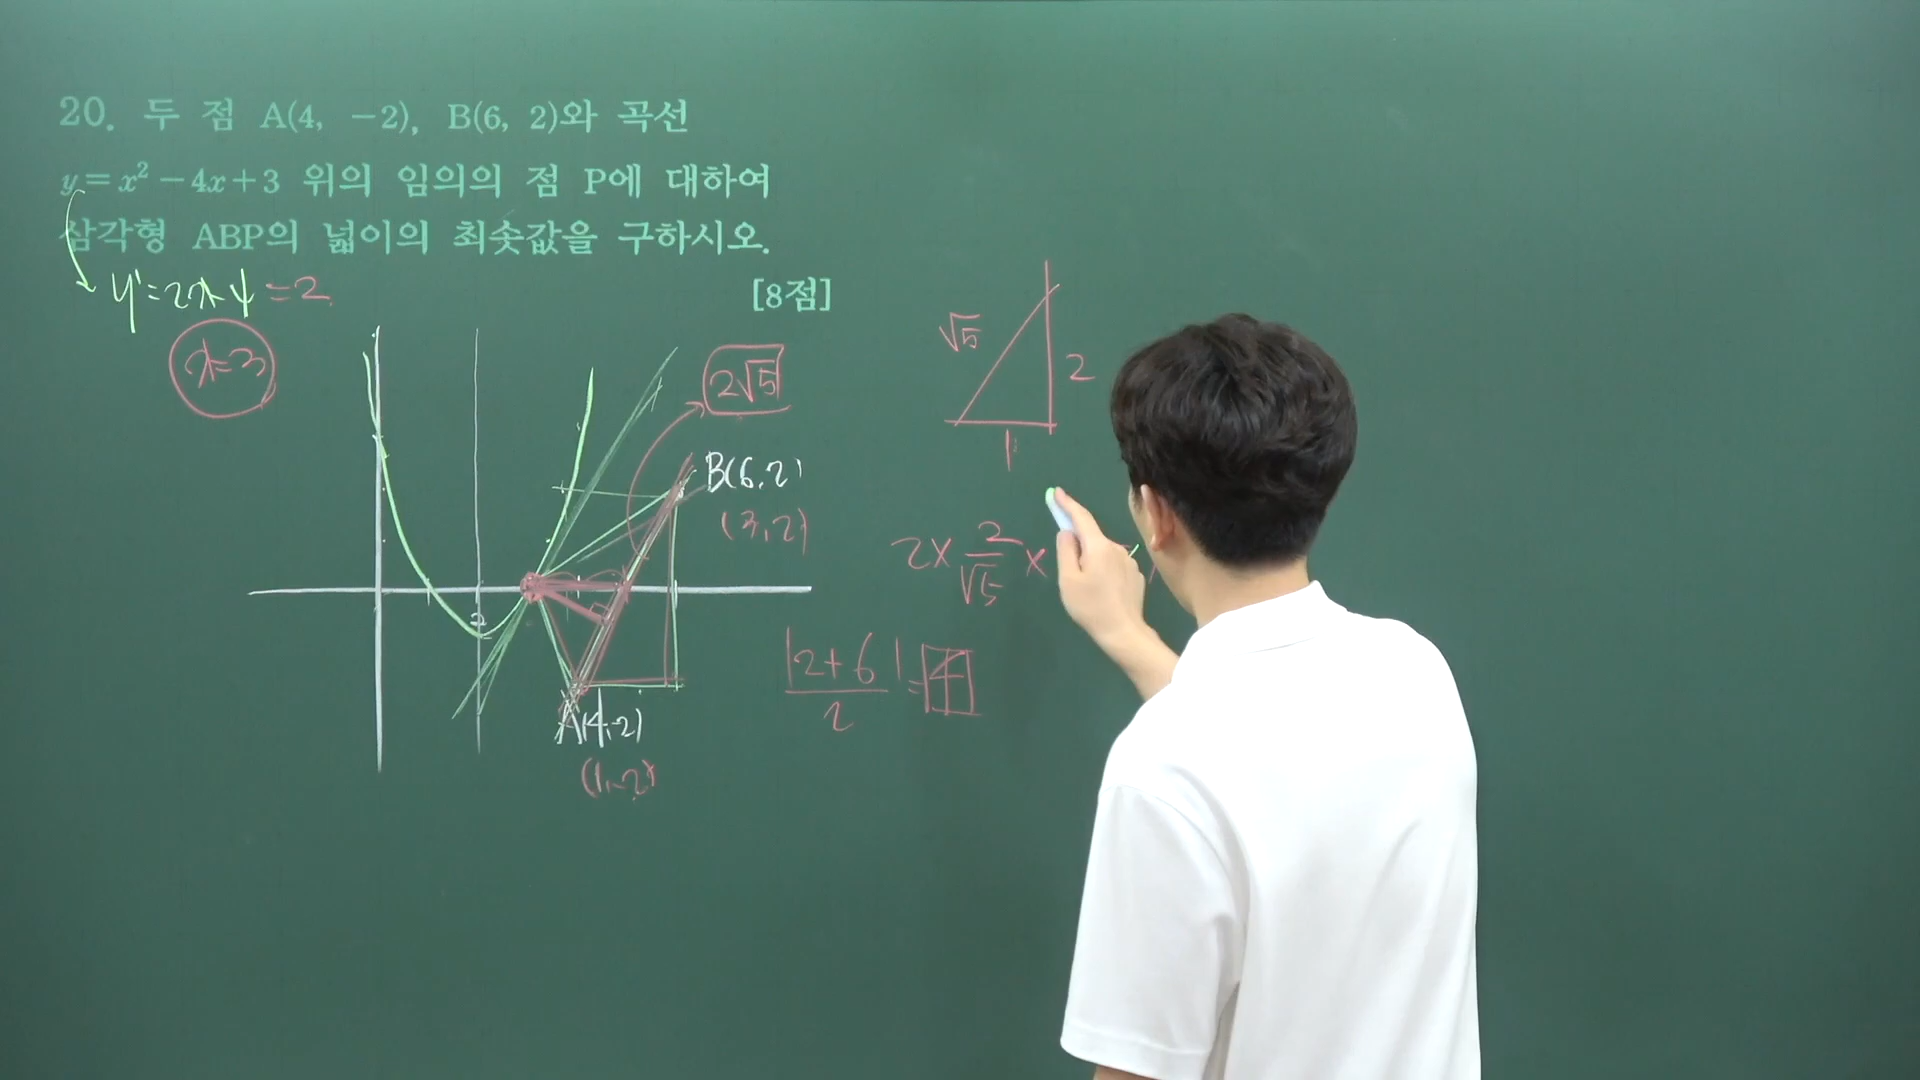 20. 두 점 A(4, −2), B(6, 2)와 곡선
y=x²−4x+3 위의 임의의 점 P에 대하여
삼각형 ABP의 넓이의 최솟값을 구하시오.
[8점]
y'=2x-4=2
x=3
2√5
B(6,2)
(3,2)
2
A(4,-2)
(1,-2)
√5
2
1
2×2/√5×
|2+6|/2=4